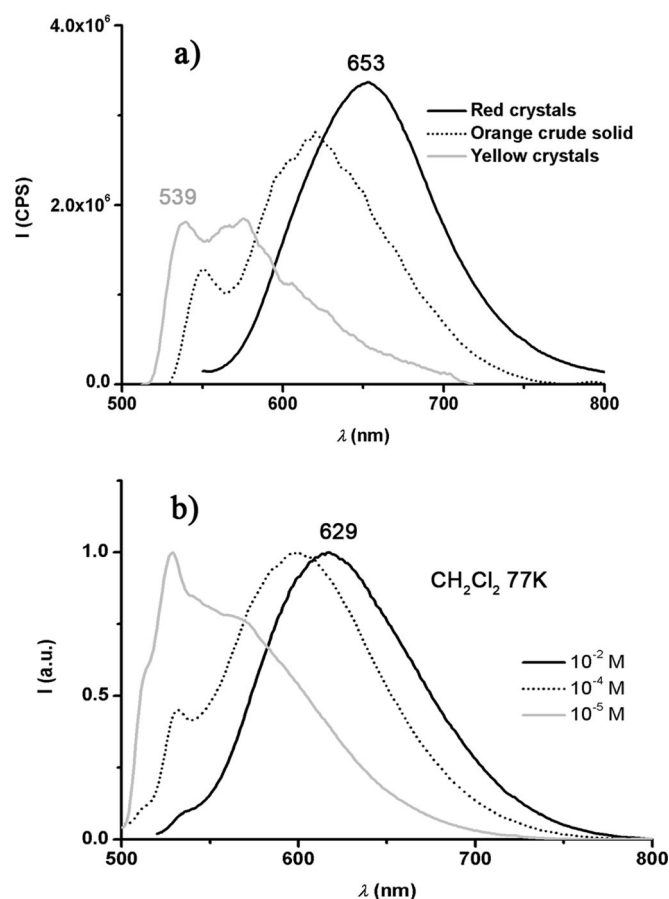 a)
4.0x10⁶
2.0x10⁶
0.0
I (CPS)
653
539
Red crystals
Orange crude solid
Yellow crystals
500 600 700 800
λ (nm)
b)
1.0
0.5
0.0
I (a.u.)
629
CH₂Cl₂ 77K
10⁻² M
10⁻⁴ M
10⁻⁵ M
500 600 700 800
λ (nm)